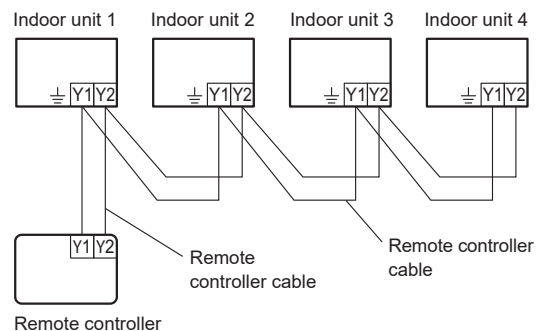 Indoor unit 1 Indoor unit 2 Indoor unit 3 Indoor unit 4
Y1 Y2 Y1 Y2 Y1 Y2 Y1 Y2
Y1 Y2
Remote
controller cable
Remote controller
cable
Remote controller